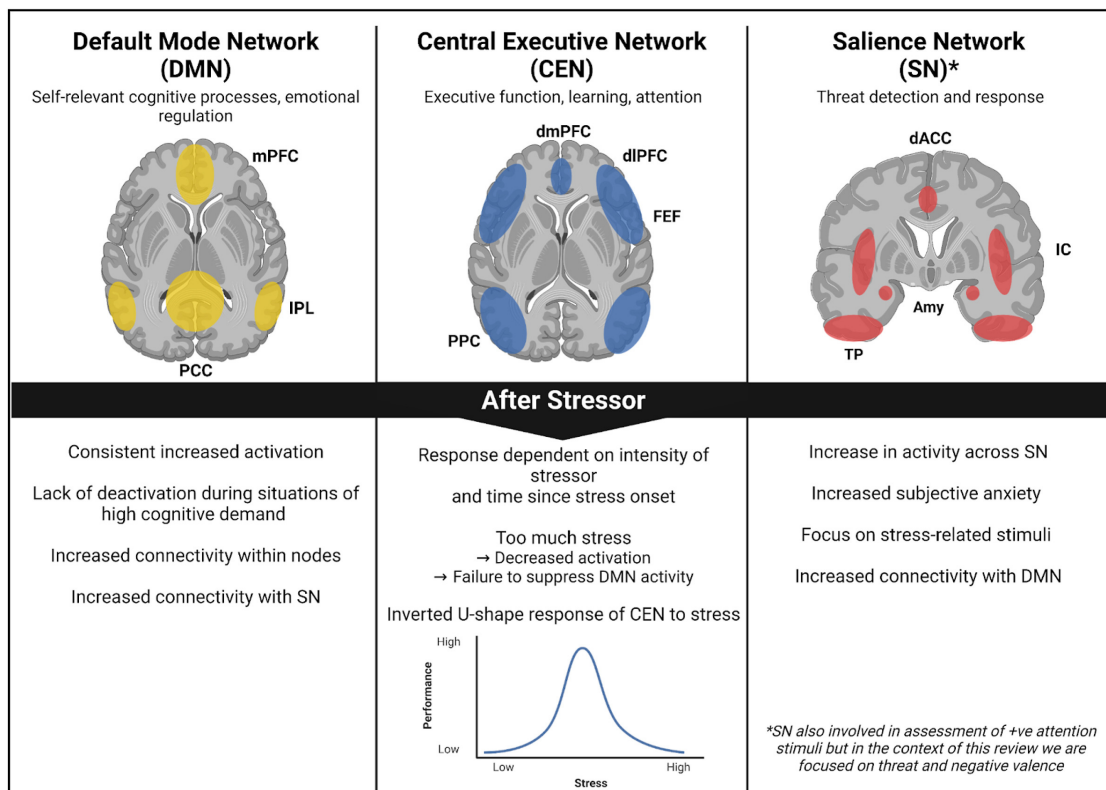 Default Mode Network
(DMN)
Self-relevant cognitive processes, emotional
regulation
mPFC
IPL
PCC
Central Executive Network
(CEN)
Executive function, learning, attention
dmPFC
dlPFC
FEF
PPC
Salience Network
(SN)*
Threat detection and response
dACC
IC
Amy
TP
After Stressor
Consistent increased activation
Lack of deactivation during situations of
high cognitive demand
Increased connectivity within nodes
Increased connectivity with SN
Response dependent on intensity of
stressor
and time since stress onset
Too much stress
→ Decreased activation
→ Failure to suppress DMN activity
Inverted U-shape response of CEN to stress
High
Performance
Low
Low
High
Stress
Increase in activity across SN
Increased subjective anxiety
Focus on stress-related stimuli
Increased connectivity with DMN
*SN also involved in assessment of +ve attention
stimuli but in the context of this review we are
focused on threat and negative valence